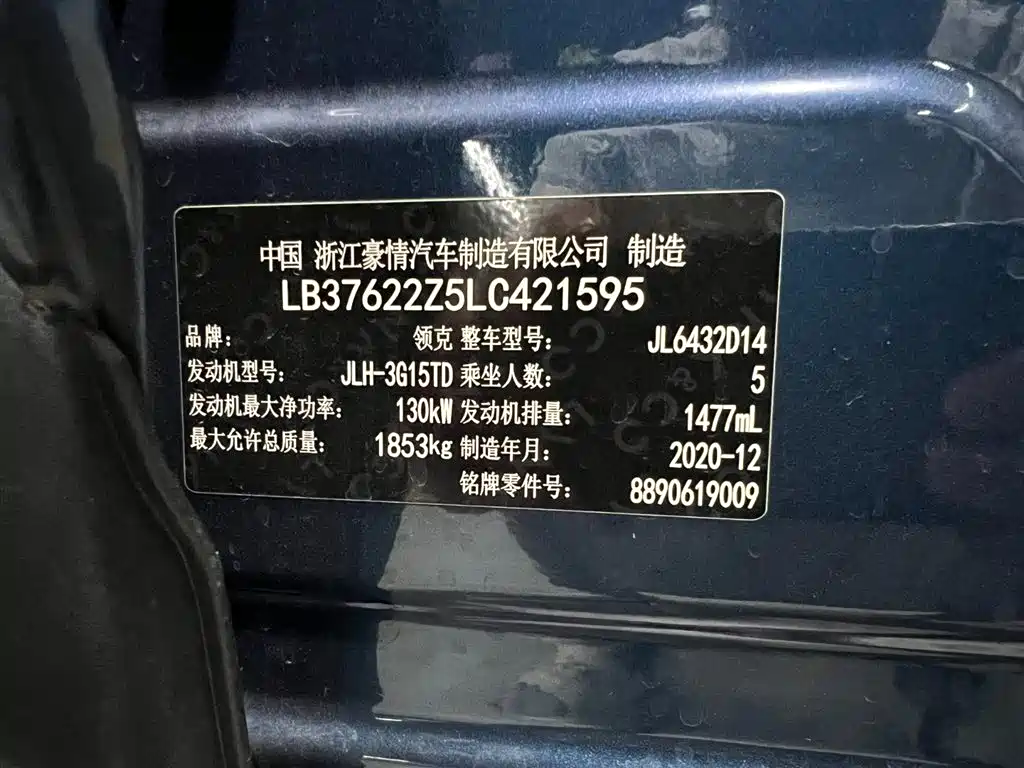 中国 浙江豪情汽车制造有限公司 制造
LB37622Z5LC421595
品牌： 领克 整车型号： JL6432D14
发动机型号： JLH-3G15TD 乘坐人数： 5
发动机最大净功率： 130kW 发动机排量： 1477mL
最大允许总质量： 1853kg 制造年月： 2020-12
铭牌零件号： 8890619009